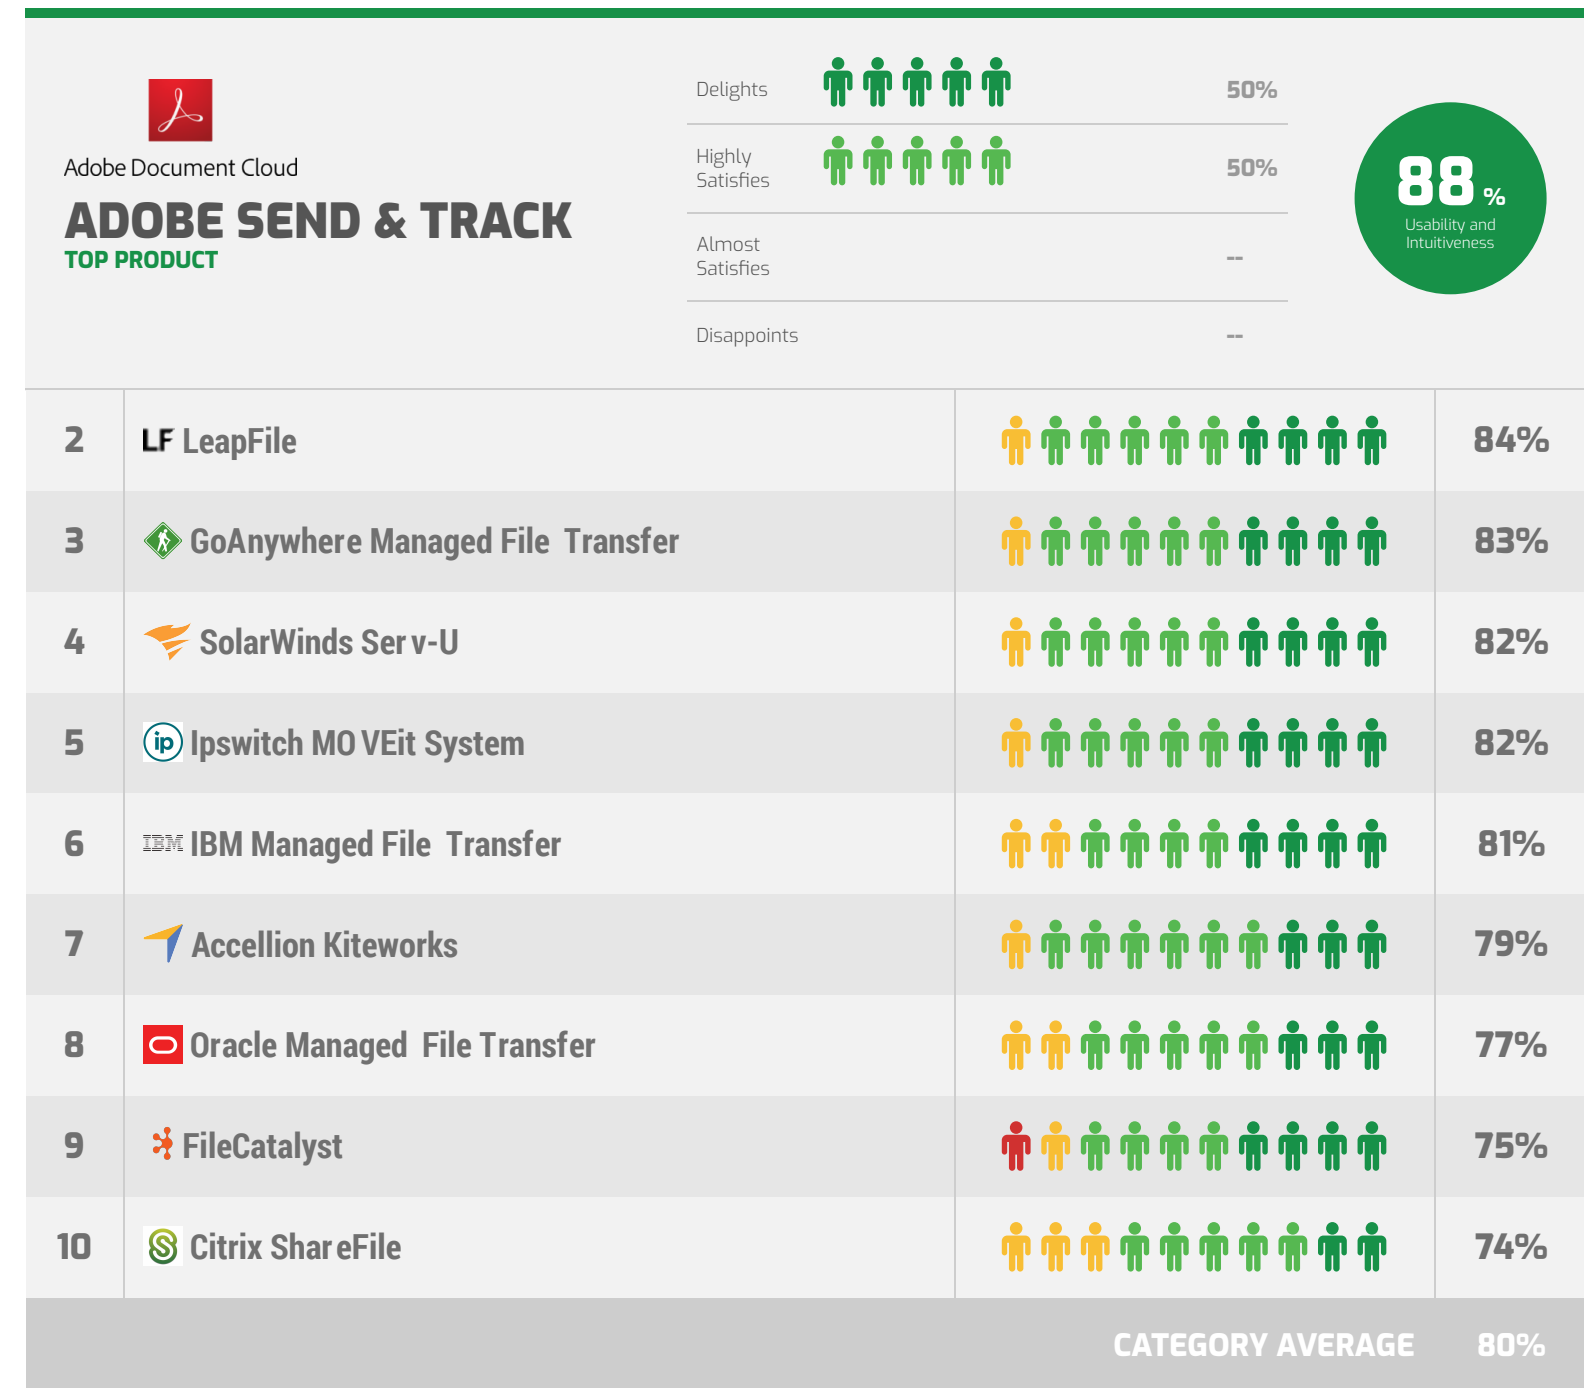 Adobe Document Cloud
ADOBE SEND & TRACK
TOP PRODUCT
Delights 50%
Highly
Satisfies 50%
Almost
Satisfies --
Disappoints --
88 %
Usability and
Intuitiveness
2 LF LeapFile 84%
3 GoAnywhere Managed File Transfer 83%
4 SolarWinds Serv-U 82%
5 ip Ipswitch MOVEit System 82%
6 IBM IBM Managed File Transfer 81%
7 Accellion Kiteworks 79%
8 Oracle Managed File Transfer 77%
9 FileCatalyst 75%
10 S Citrix ShareFile 74%
CATEGORY AVERAGE 80%